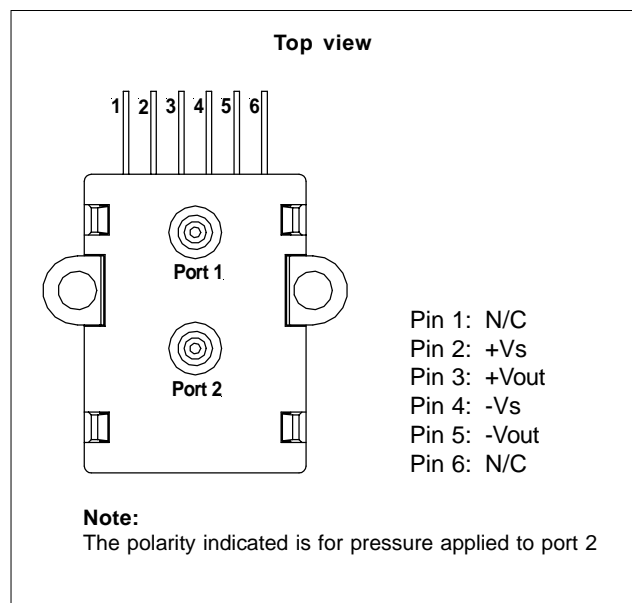 Top view
1 2 3 4 5 6
Port 1
Port 2
Pin 1: N/C
Pin 2: +Vs
Pin 3: +Vout
Pin 4: -Vs
Pin 5: -Vout
Pin 6: N/C
Note:
The polarity indicated is for pressure applied to port 2